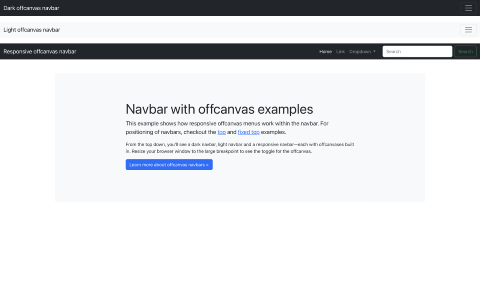 Dark offcanvas navbar
Light offcanvas navbar
Responsive offcanvas navbar
Home Link Dropdown Search Search
Navbar with offcanvas examples
This example shows how responsive offcanvas menus work within the navbar. For
positioning of navbars, checkout the top and fixed top examples.
From the top down, you'll see a dark navbar, light navbar and a responsive navbar—each with offcanvases built
in. Resize your browser window to the large breakpoint to see the toggle for the offcanvas.
Learn more about offcanvas navbars »